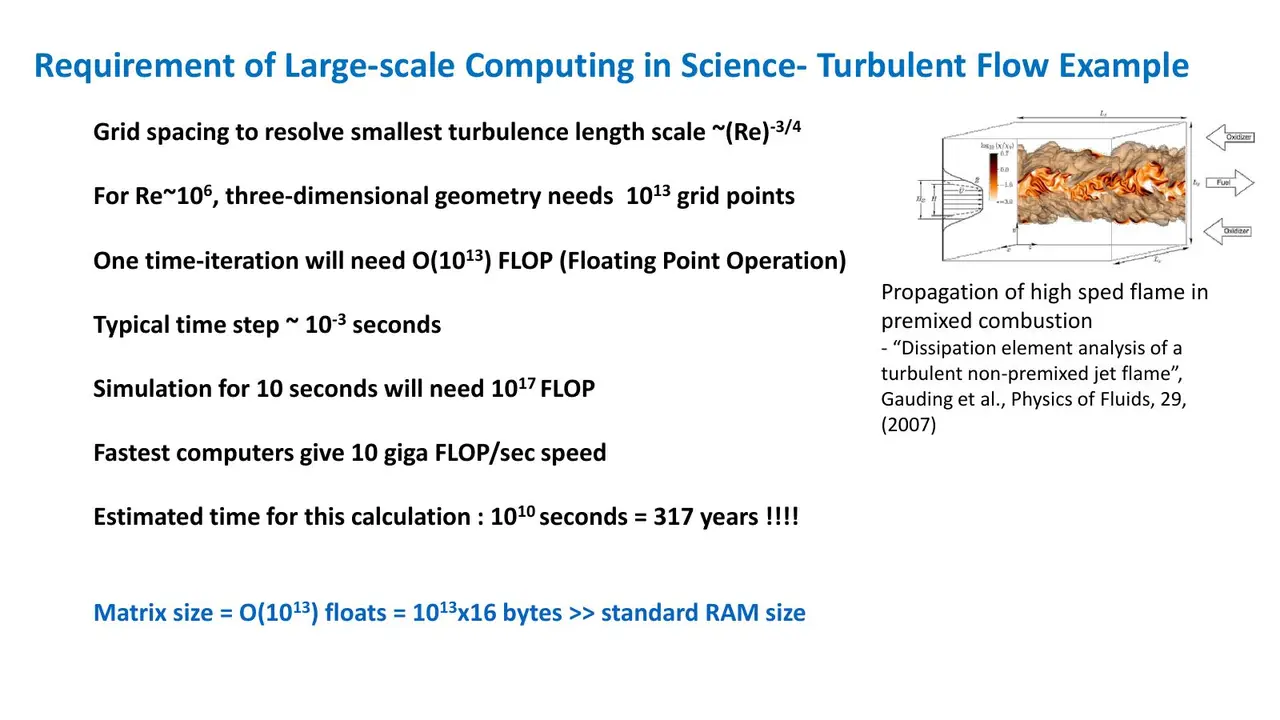 Requirement of Large-scale Computing in Science- Turbulent Flow Example
Grid spacing to resolve smallest turbulence length scale ~(Re)-3/4
For Re~10⁶, three-dimensional geometry needs 10¹³ grid points
One time-iteration will need O(10¹³) FLOP (Floating Point Operation)
Typical time step ~ 10⁻³ seconds
Simulation for 10 seconds will need 10¹⁷ FLOP
Fastest computers give 10 giga FLOP/sec speed
Estimated time for this calculation : 10¹⁰ seconds = 317 years !!!!
Matrix size = O(10¹³) floats = 10¹³x16 bytes >> standard RAM size
Oxidizer
Fuel
Oxidizer
Propagation of high sped flame in
premixed combustion
- “Dissipation element analysis of a
turbulent non-premixed jet flame”,
Gauding et al., Physics of Fluids, 29,
(2007)